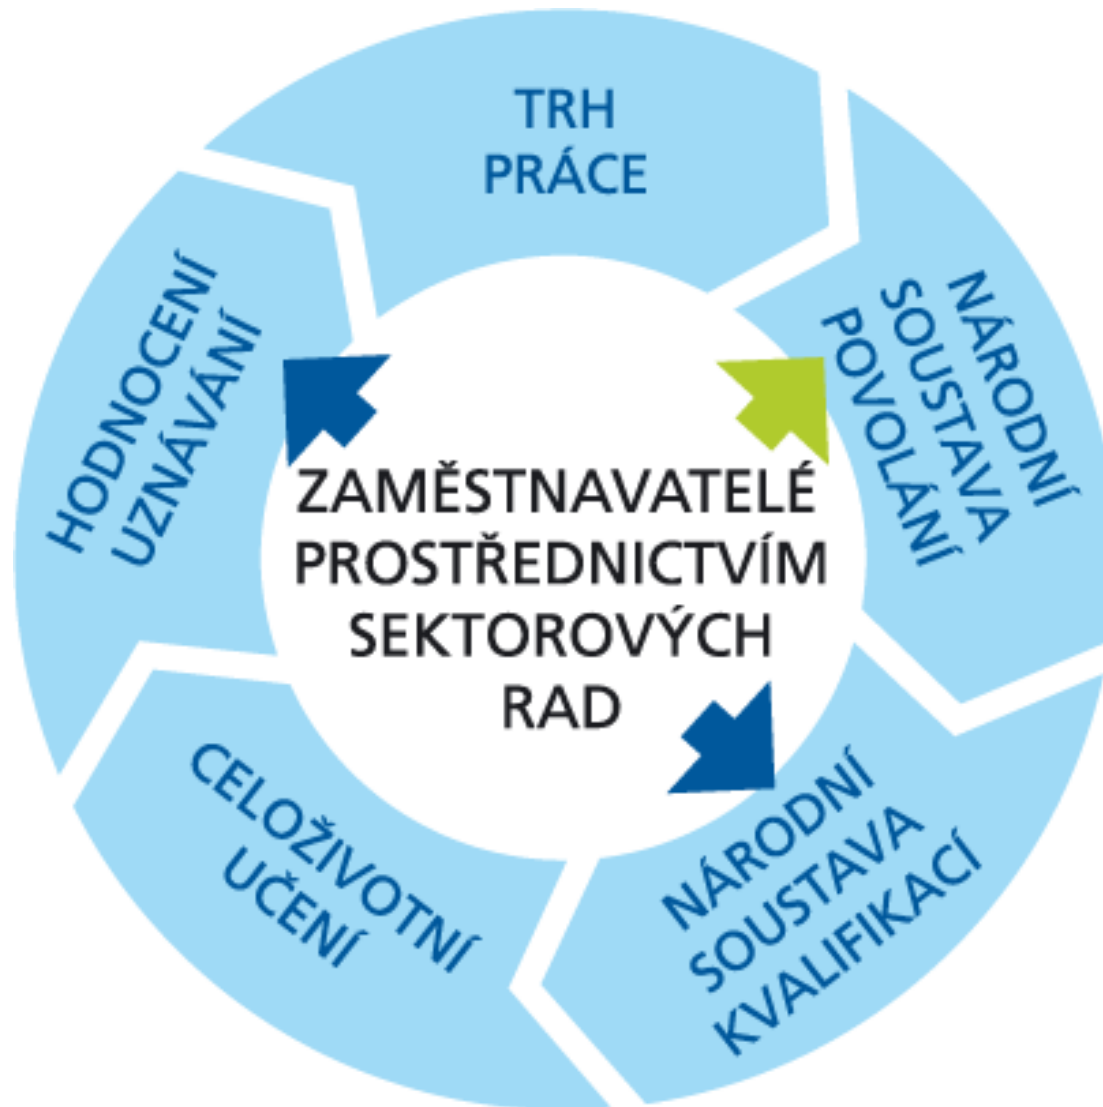 TRH
PRÁCE
NÁRODNÍ
SOUSTAVA
POVOLÁNÍ
NÁRODNÍ
SOUSTAVA
KVALIFIKACÍ
CELOŽIVOTNÍ
UČENÍ
HODNOCENÍ
UZNÁVÁNÍ
ZAMĚSTNAVATELÉ
PROSTŘEDNICTVÍM
SEKTOROVÝCH
RAD